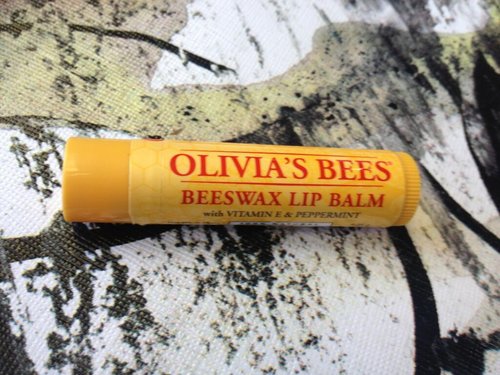 OLIVIA'S BEES
BEESWAX LIP BALM
with VITAMIN E & PEPPERMINT